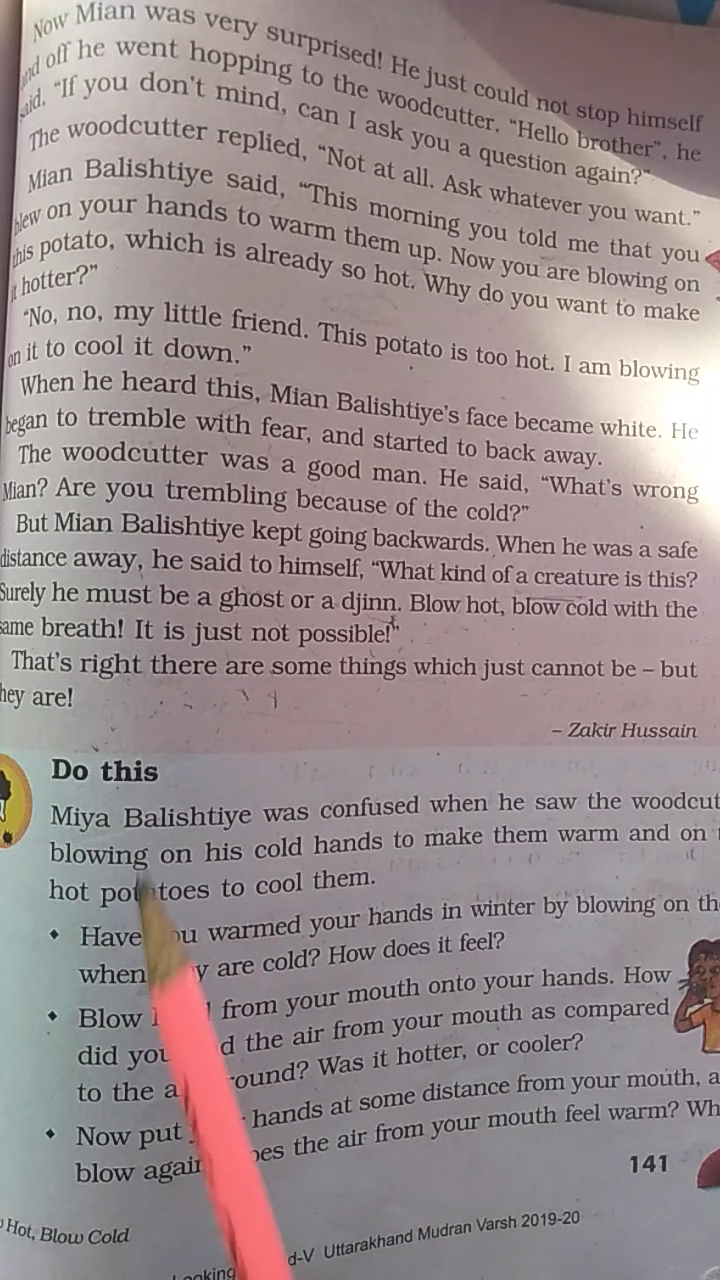 Now Mian was very surprised! He just could not stop himself
and off he went hopping to the woodcutter. “Hello brother”, he
said, “If you don’t mind, can I ask you a question again?”
The woodcutter replied, “Not at all. Ask whatever you want.”
Mian Balishtiye said, “This morning you told me that you
blew on your hands to warm them up. Now you are blowing on
this potato, which is already so hot. Why do you want to make
it hotter?”
“No, no, my little friend. This potato is too hot. I am blowing
on it to cool it down.”
When he heard this, Mian Balishtiye’s face became white. He
began to tremble with fear, and started to back away.
The woodcutter was a good man. He said, “What’s wrong
Mian? Are you trembling because of the cold?”
But Mian Balishtiye kept going backwards. When he was a safe
distance away, he said to himself, “What kind of a creature is this?
Surely he must be a ghost or a djinn. Blow hot, blow cold with the
same breath! It is just not possible!”
That’s right there are some things which just cannot be – but
hey are!
– Zakir Hussain
Do this
Miya Balishtiye was confused when he saw the woodcut
blowing on his cold hands to make them warm and on
hot potatoes to cool them.
• Have you warmed your hands in winter by blowing on th
when are cold? How does it feel?
• Blow from your mouth onto your hands. How
did you the air from your mouth as compared
to the Was it hotter, or cooler?
• Now put hands at some distance from your mouth, a
blow again the air from your mouth feel warm? Wh
141
Hot, Blow Cold
d-V Uttarakhand Mudran Varsh 2019-20